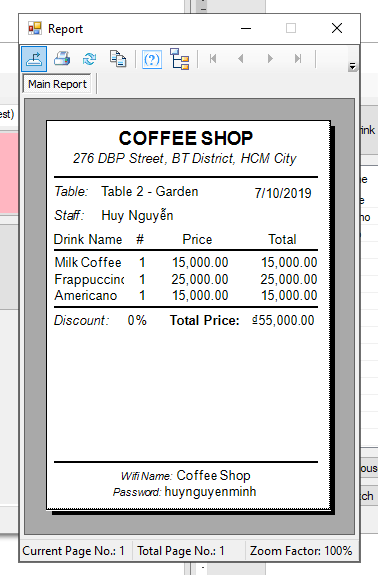 Report
Main Report
COFFEE SHOP
276 DBP Street, BT District, HCM City
Table: Table 2 - Garden 7/10/2019
Staff: Huy Nguyễn
Drink Name # Price Total
Milk Coffee 1 15,000.00 15,000.00
Frappuccino 1 25,000.00 25,000.00
Americano 1 15,000.00 15,000.00
Discount: 0% Total Price: ₫55,000.00
Wifi Name: Coffee Shop
Password: huynguyenminh
Current Page No.: 1 Total Page No.: 1 Zoom Factor: 100%